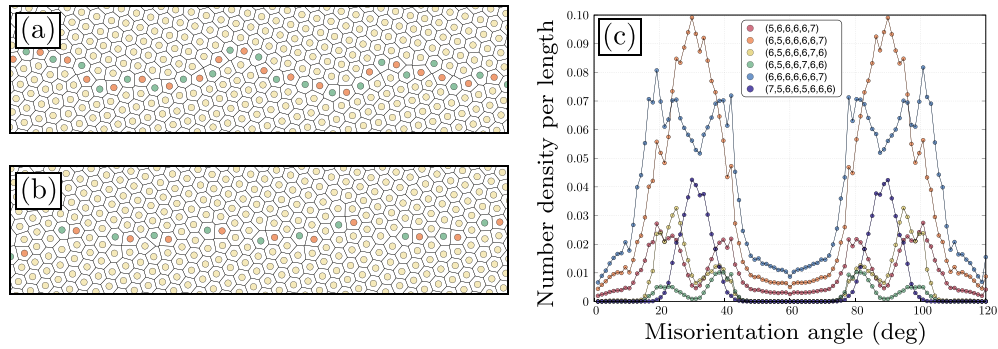 (a)
(b)
(c)
Number density per length
0.10
0.09
0.08
0.07
0.06
0.05
0.04
0.03
0.02
0.01
0
(5,6,6,6,6,7)
(6,5,6,6,6,6,7)
(6,5,6,6,6,7,6)
(6,5,6,6,7,6,6)
(6,6,6,6,6,6,7)
(7,5,6,6,5,6,6,6)
0 20 40 60 80 100 120
Misorientation angle (deg)